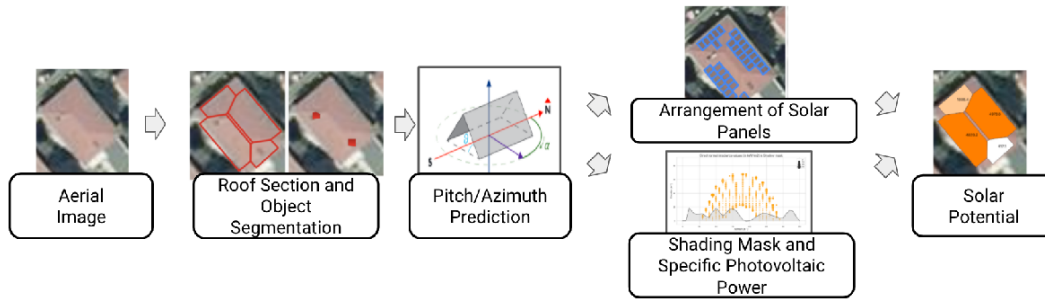 Aerial
Image
Roof Section and
Object
Segmentation
N
S
α
Pitch/Azimuth
Prediction
Arrangement of Solar
Panels
Shading Mask and
Specific Photovoltaic
Power
Solar
Potential